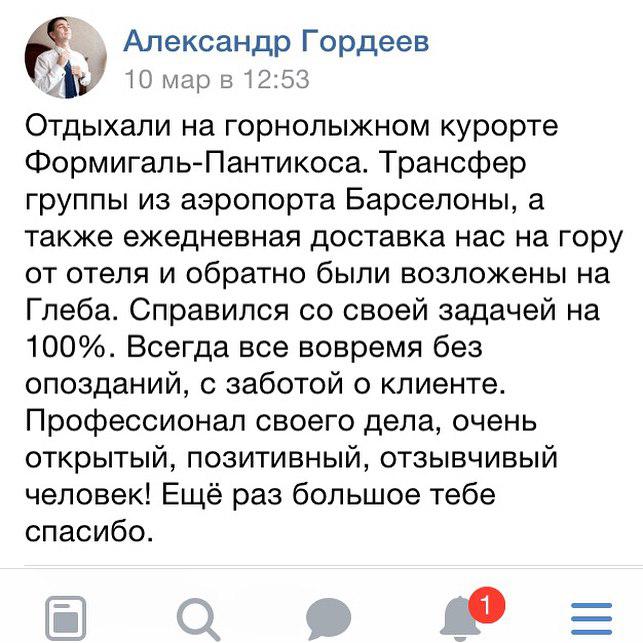 Александр Гордеев
10 мар в 12:53
Отдыхали на горнолыжном курорте
Формигаль-Пантикоса. Трансфер
группы из аэропорта Барселоны, а
также ежедневная доставка нас на гору
от отеля и обратно были возложены на
Глеба. Справился со своей задачей на
100%. Всегда все вовремя без
опозданий, с заботой о клиенте.
Профессионал своего дела, очень
открытый, позитивный, отзывчивый
человек! Ещё раз большое тебе
спасибо.
1